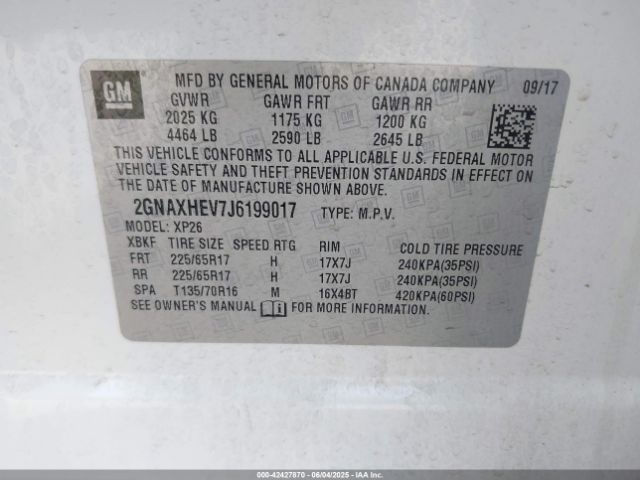 GM
MFD BY GENERAL MOTORS OF CANADA COMPANY 09/17
GVWR GAWR FRT GAWR RR
2025 KG 1175 KG 1200 KG
4464 LB 2590 LB 2645 LB
THIS VEHICLE CONFORMS TO ALL APPLICABLE U.S. FEDERAL MOTOR
VEHICLE SAFETY AND THEFT PREVENTION STANDARDS IN EFFECT ON
THE DATE OF MANUFACTURE SHOWN ABOVE.
2GNAXHEV7J6199017 TYPE: M.P.V.
MODEL: XP26
XBKF TIRE SIZE SPEED RTG RIM COLD TIRE PRESSURE
FRT 225/65R17 H 17X7J 240KPA(35PSI)
RR 225/65R17 H 17X7J 240KPA(35PSI)
SPA T135/70R16 M 16X4BT 420KPA(60PSI)
SEE OWNER'S MANUAL FOR MORE INFORMATION.
000-42427870 - 06/04/2025 - IAAI.COM